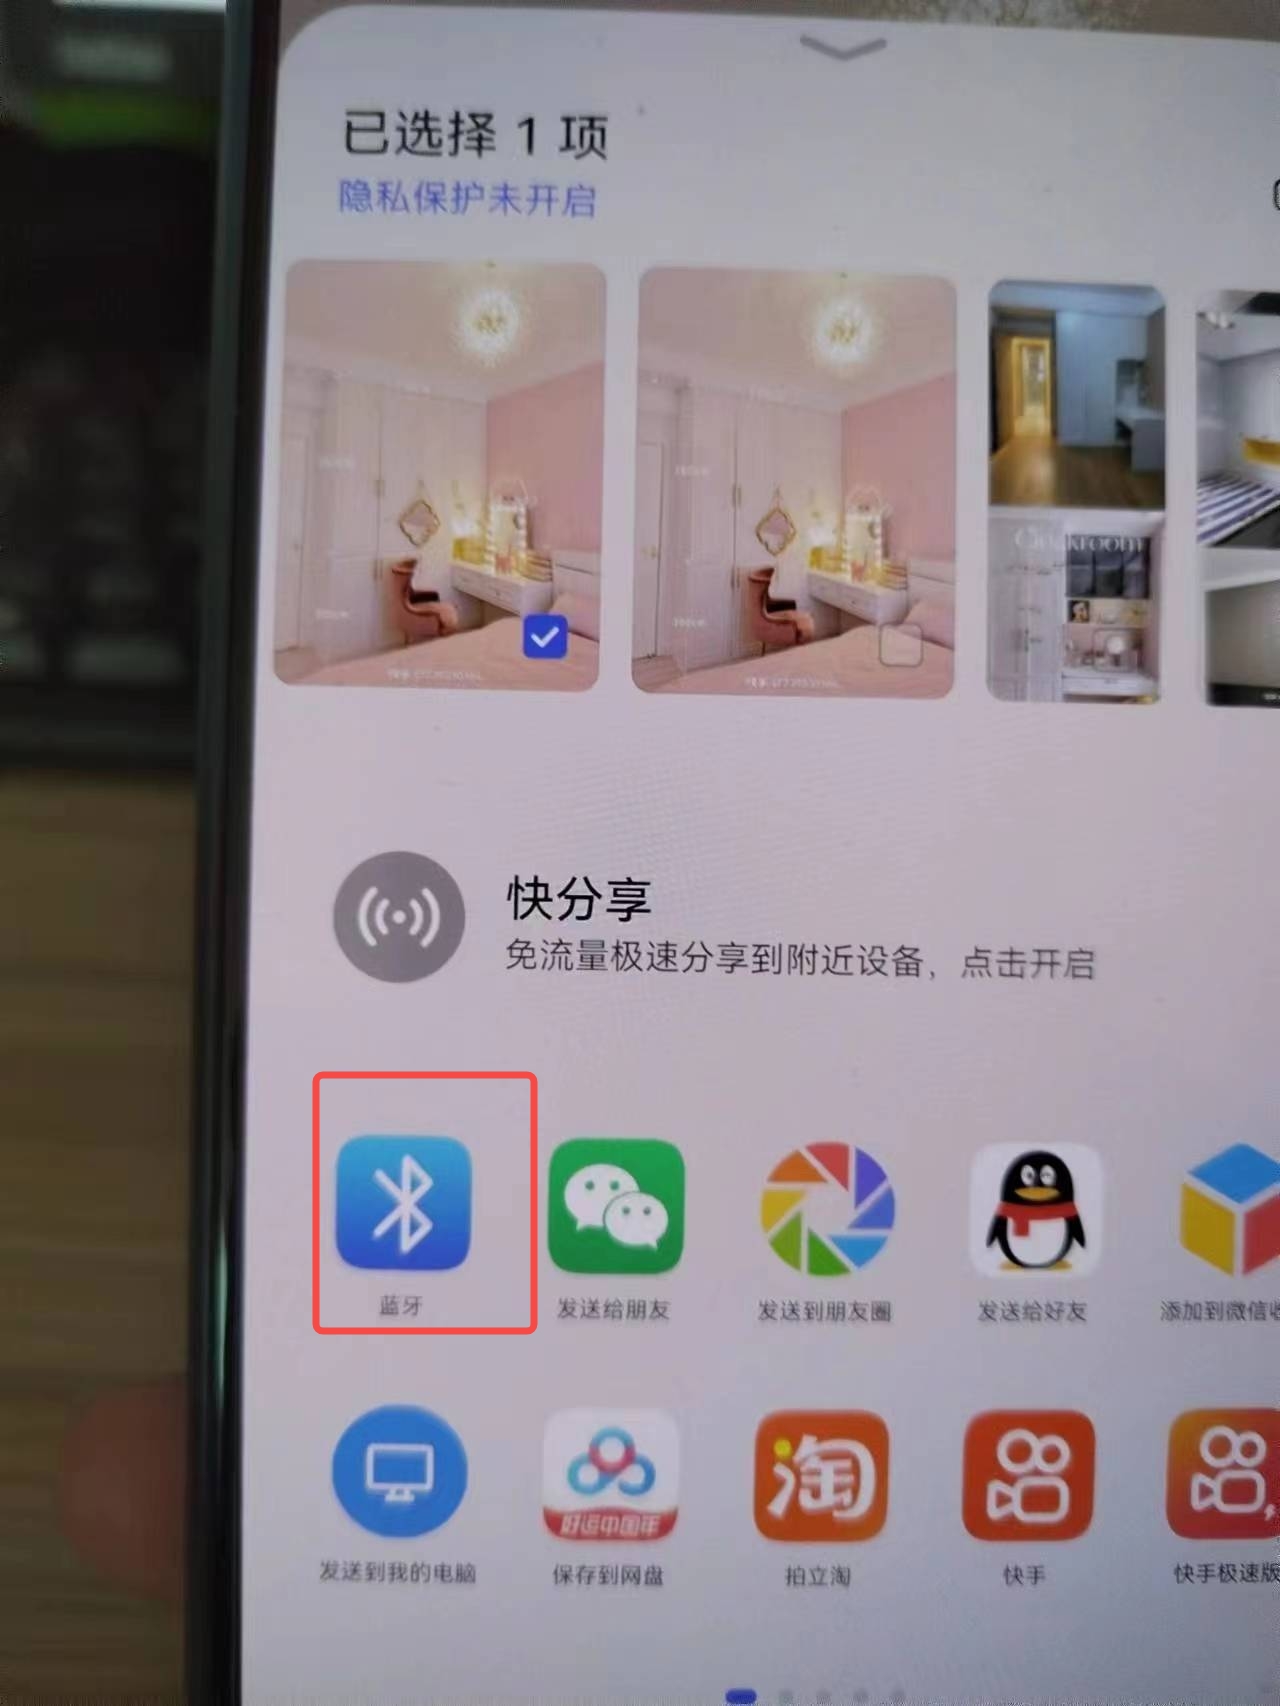 已选择 1 项
隐私保护未开启
Cloakroom
快分享
免流量极速分享到附近设备，点击开启
蓝牙
发送给朋友
发送到朋友圈
发送给好友
添加到微信收
好运中国年
淘
发送到我的电脑
保存到网盘
拍立淘
快手
快手极速版